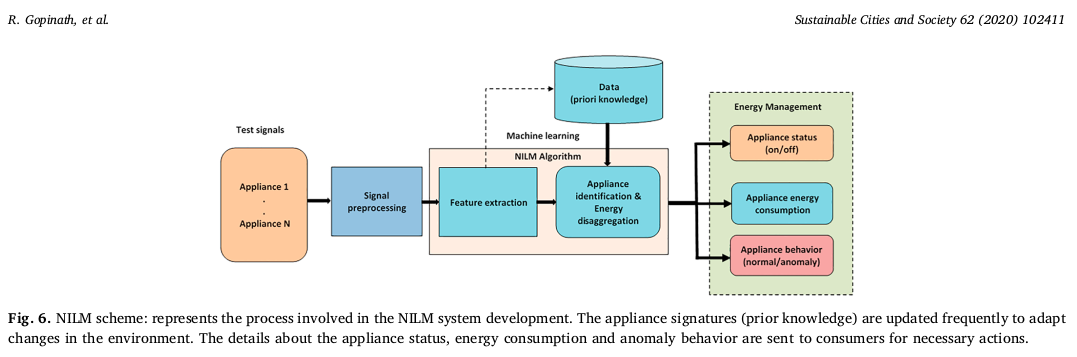 R. Gopinath, et al.
Sustainable Cities and Society 62 (2020) 102411
Data
(priori knowledge)
Energy Management
Test signals
Machine learning
Appliance status
(on/off)
NILM Algorithm
Appliance 1
.
.
Appliance N
Signal
preprocessing
Feature extraction
Appliance
identification &
Energy
disaggregation
Appliance energy
consumption
Appliance behavior
(normal/anomaly)
Fig. 6. NILM scheme: represents the process involved in the NILM system development. The appliance signatures (prior knowledge) are updated frequently to adapt
changes in the environment. The details about the appliance status, energy consumption and anomaly behavior are sent to consumers for necessary actions.